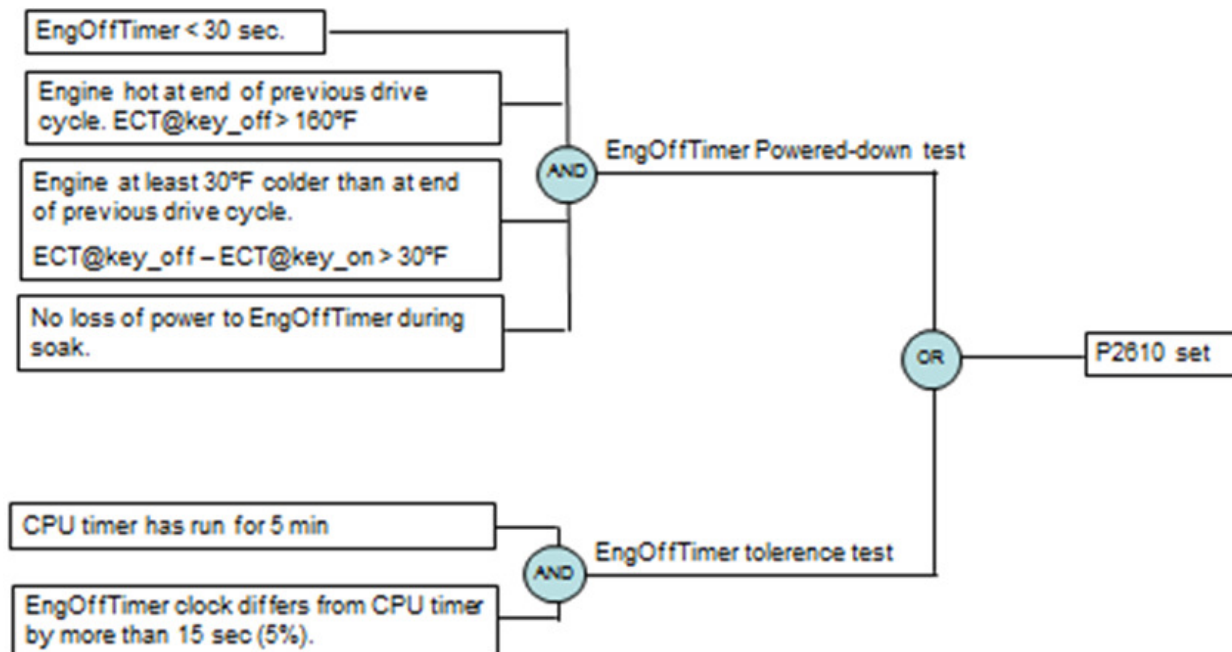 EngOffTimer < 30 sec.
Engine hot at end of previous drive
cycle. ECT@key_off > 160ºF
AND
EngOffTimer Powered-down test
Engine at least 30ºF colder than at end
of previous drive cycle.
ECT@key_off – ECT@key_on > 30ºF
No loss of power to EngOffTimer during
soak.
OR
P2610 set
CPU timer has run for 5 min
AND
EngOffTimer tolerence test
EngOffTimer clock differs from CPU timer
by more than 15 sec (5%).